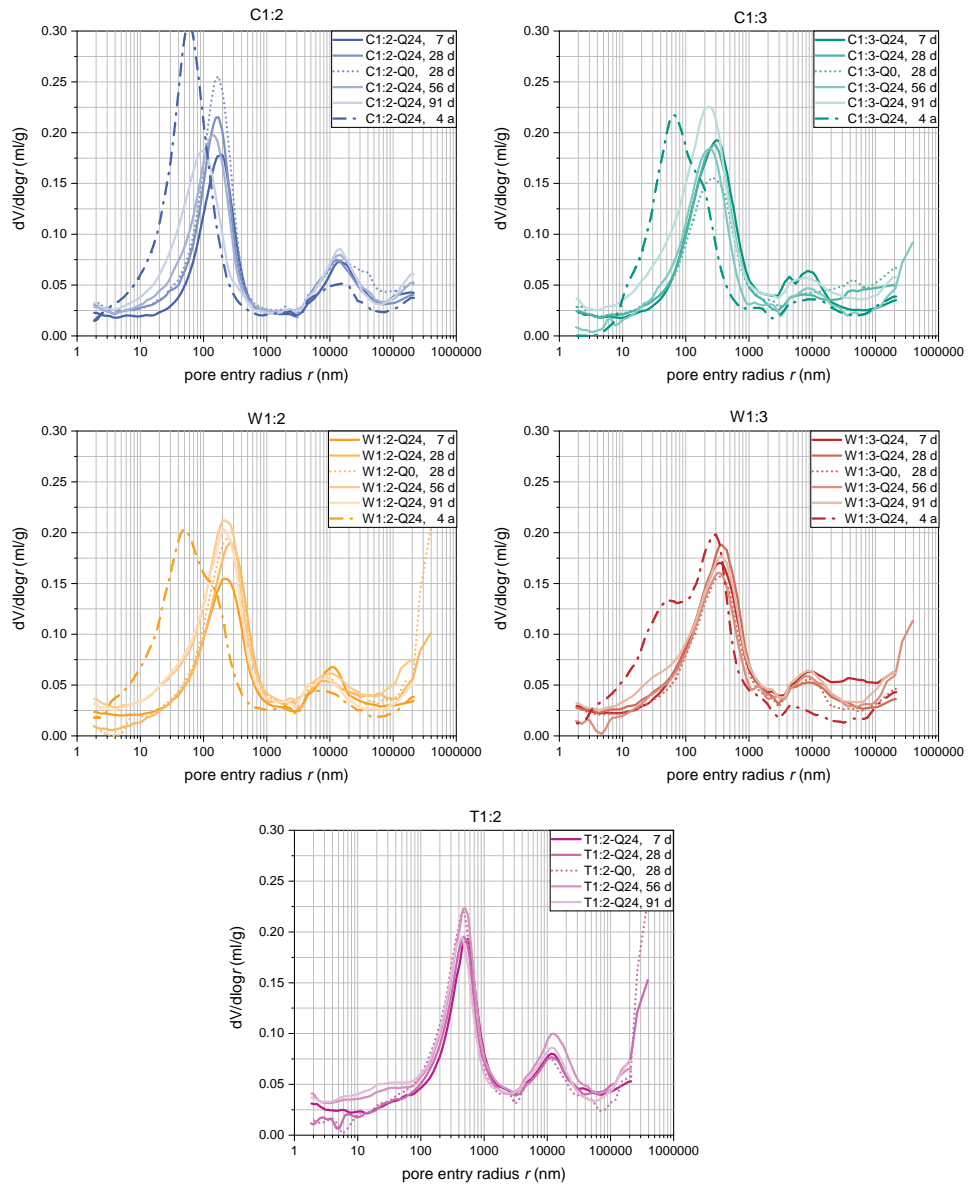 C1:2
0.30
0.25
0.20
0.15
0.10
0.05
0.00
dV/dlogr (ml/g)
C1:2-Q24, 7 d
C1:2-Q24, 28 d
C1:2-Q0, 28 d
C1:2-Q24, 56 d
C1:2-Q24, 91 d
C1:2-Q24, 4 a
1 10 100 1000 10000 100000 1000000
pore entry radius r (nm)
C1:3
0.30
0.25
0.20
0.15
0.10
0.05
0.00
dV/dlogr (ml/g)
C1:3-Q24, 7 d
C1:3-Q24, 28 d
C1:3-Q0, 28 d
C1:3-Q24, 56 d
C1:3-Q24, 91 d
C1:3-Q24, 4 a
1 10 100 1000 10000 100000 1000000
pore entry radius r (nm)
W1:2
0.30
0.25
0.20
0.15
0.10
0.05
0.00
dV/dlogr (ml/g)
W1:2-Q24, 7 d
W1:2-Q24, 28 d
W1:2-Q0, 28 d
W1:2-Q24, 56 d
W1:2-Q24, 91 d
W1:2-Q24, 4 a
1 10 100 1000 10000 100000 1000000
pore entry radius r (nm)
W1:3
0.30
0.25
0.20
0.15
0.10
0.05
0.00
dV/dlogr (ml/g)
W1:3-Q24, 7 d
W1:3-Q24, 28 d
W1:3-Q0, 28 d
W1:3-Q24, 56 d
W1:3-Q24, 91 d
W1:3-Q24, 4 a
1 10 100 1000 10000 100000 1000000
pore entry radius r (nm)
T1:2
0.30
0.25
0.20
0.15
0.10
0.05
0.00
dV/dlogr (ml/g)
T1:2-Q24, 7 d
T1:2-Q24, 28 d
T1:2-Q0, 28 d
T1:2-Q24, 56 d
T1:2-Q24, 91 d
1 10 100 1000 10000 100000 1000000
pore entry radius r (nm)